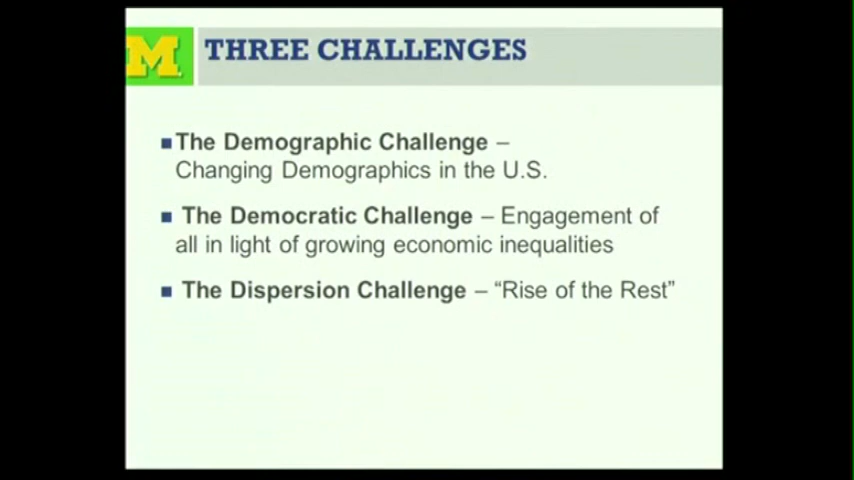 M
THREE CHALLENGES
■ The Demographic Challenge –
Changing Demographics in the U.S.
■ The Democratic Challenge – Engagement of
all in light of growing economic inequalities
■ The Dispersion Challenge – “Rise of the Rest”